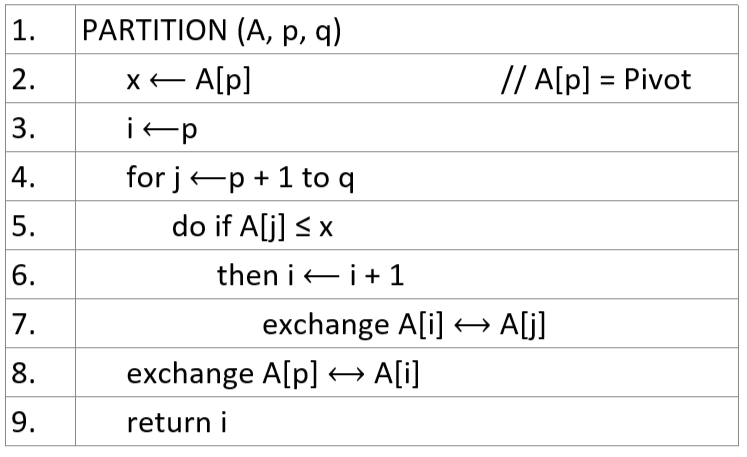 1. PARTITION (A, p, q)
2. x ⟵ A[p] // A[p] = Pivot
3. i ⟵p
4. for j ⟵p + 1 to q
5. do if A[j] ≤ x
6. then i ⟵ i + 1
7. exchange A[i] ⟷ A[j]
8. exchange A[p] ⟷ A[i]
9. return i